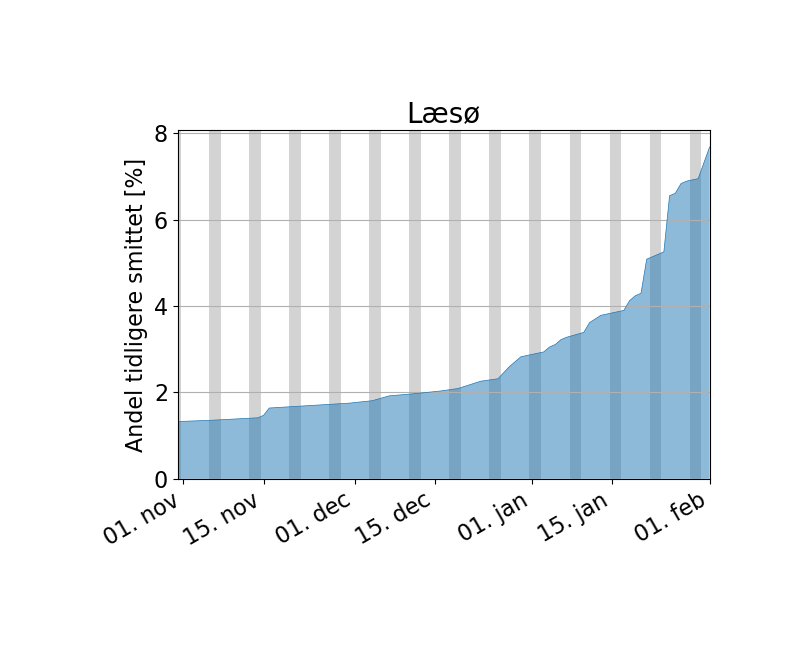 Læsø
Andel tidligere smittet [%]
8
6
4
2
0
01. nov
15. nov
01. dec
15. dec
01. jan
15. jan
01. feb